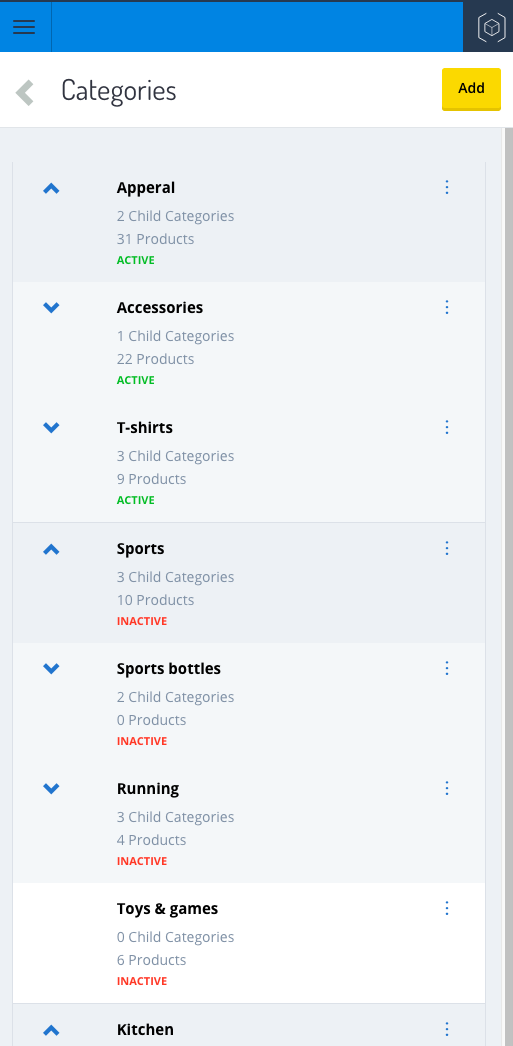 Categories
Add
Apperal
2 Child Categories
31 Products
ACTIVE
Accessories
1 Child Categories
22 Products
ACTIVE
T-shirts
3 Child Categories
9 Products
ACTIVE
Sports
3 Child Categories
10 Products
INACTIVE
Sports bottles
2 Child Categories
0 Products
INACTIVE
Running
3 Child Categories
4 Products
INACTIVE
Toys & games
0 Child Categories
6 Products
INACTIVE
Kitchen